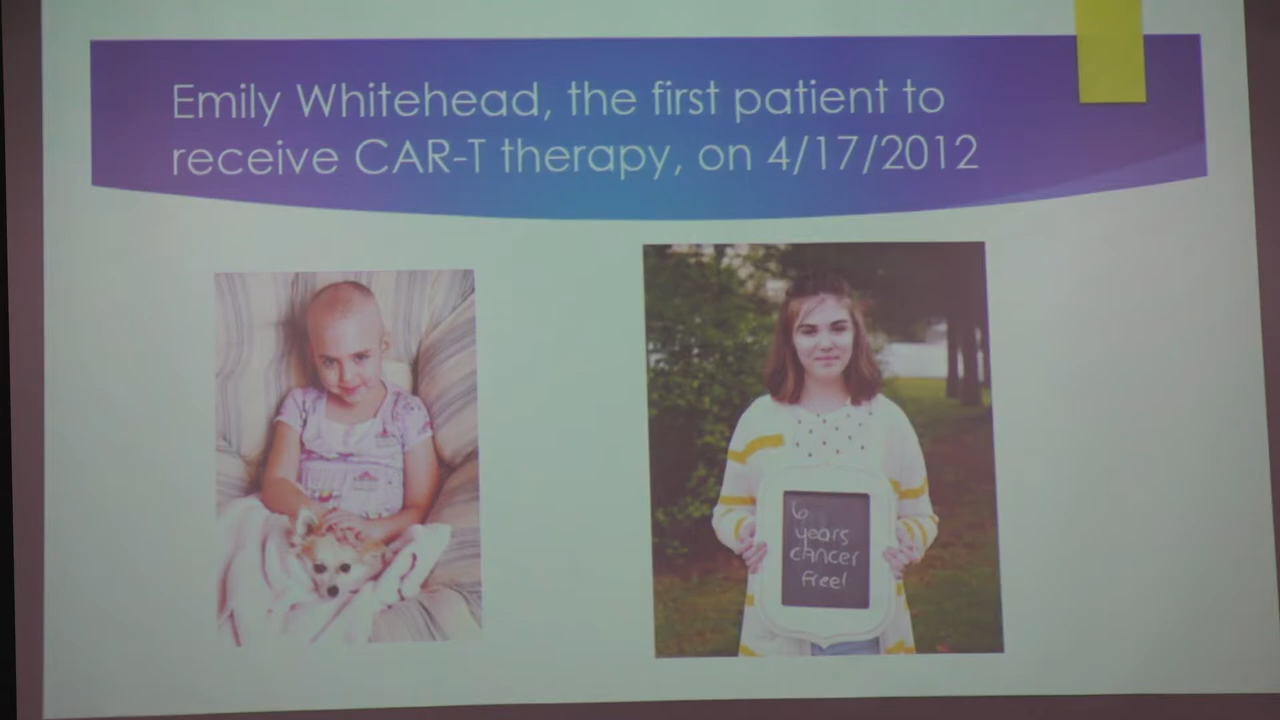 Emily Whitehead, the first patient to
receive CAR-T therapy, on 4/17/2012
6
years
cancer
free!